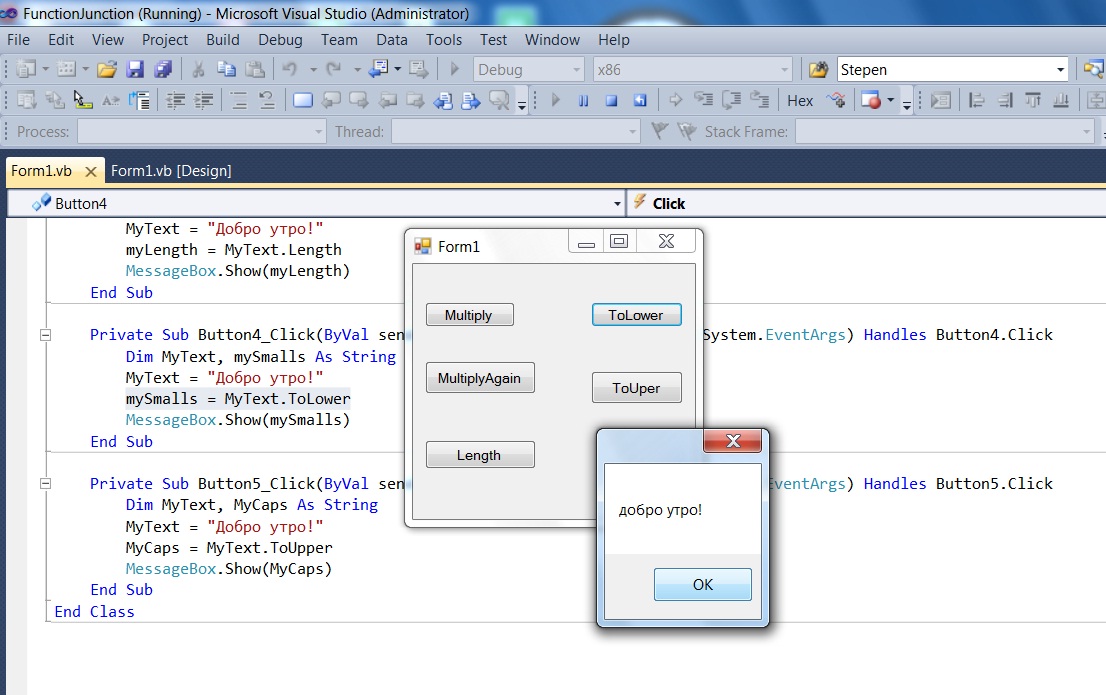 FunctionJunction (Running) - Microsoft Visual Studio (Administrator)
File Edit View Project Build Debug Team Data Tools Test Window Help
Debug x86 Stepen
Hex
Process: Thread: Stack Frame:
Form1.vb Form1.vb [Design]
Button4 Click
MyText = "Добро утро!"
myLength = MyText.Length
MessageBox.Show(myLength)
End Sub
Private Sub Button4_Click(ByVal sen
System.EventArgs) Handles Button4.Click
Dim MyText, mySmalls As String
MyText = "Добро утро!"
mySmalls = MyText.ToLower
MessageBox.Show(mySmalls)
End Sub
Private Sub Button5_Click(ByVal sen
EventArgs) Handles Button5.Click
Dim MyText, MyCaps As String
MyText = "Добро утро!"
MyCaps = MyText.ToUpper
MessageBox.Show(MyCaps)
End Sub
End Class
Form1
Multiply ToLower
MultiplyAgain ToUper
Length
добро утро!
OK